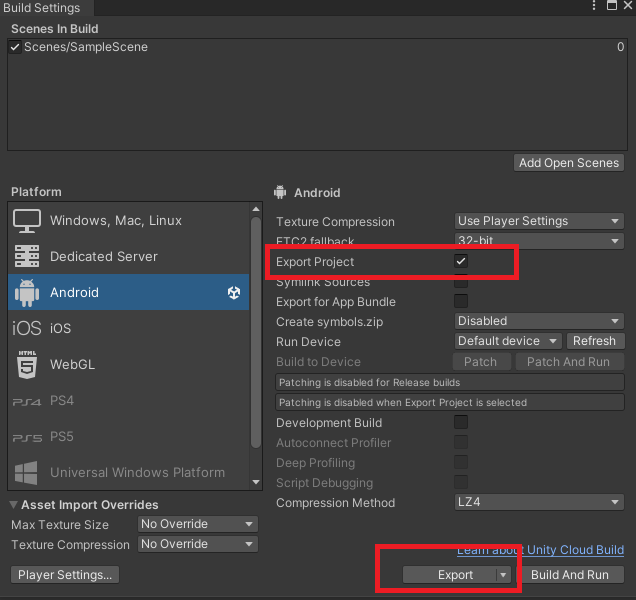 Build Settings
Scenes In Build
Scenes/SampleScene 0
Add Open Scenes
Platform
Windows, Mac, Linux
Dedicated Server
Android
iOS iOS
HTML 5 WebGL
PS4 PS4
PS5 PS5
Universal Windows Platform
Android
Texture Compression Use Player Settings
ETC2 fallback 32-bit
Export Project
Symlink Sources
Export for App Bundle
Create symbols.zip Disabled
Run Device Default device Refresh
Build to Device Patch Patch And Run
Patching is disabled for Release builds
Patching is disabled when Export Project is selected
Development Build
Autoconnect Profiler
Deep Profiling
Script Debugging
Compression Method LZ4
Asset Import Overrides
Max Texture Size No Override
Texture Compression No Override
Learn about Unity Cloud Build
Player Settings... Export Build And Run